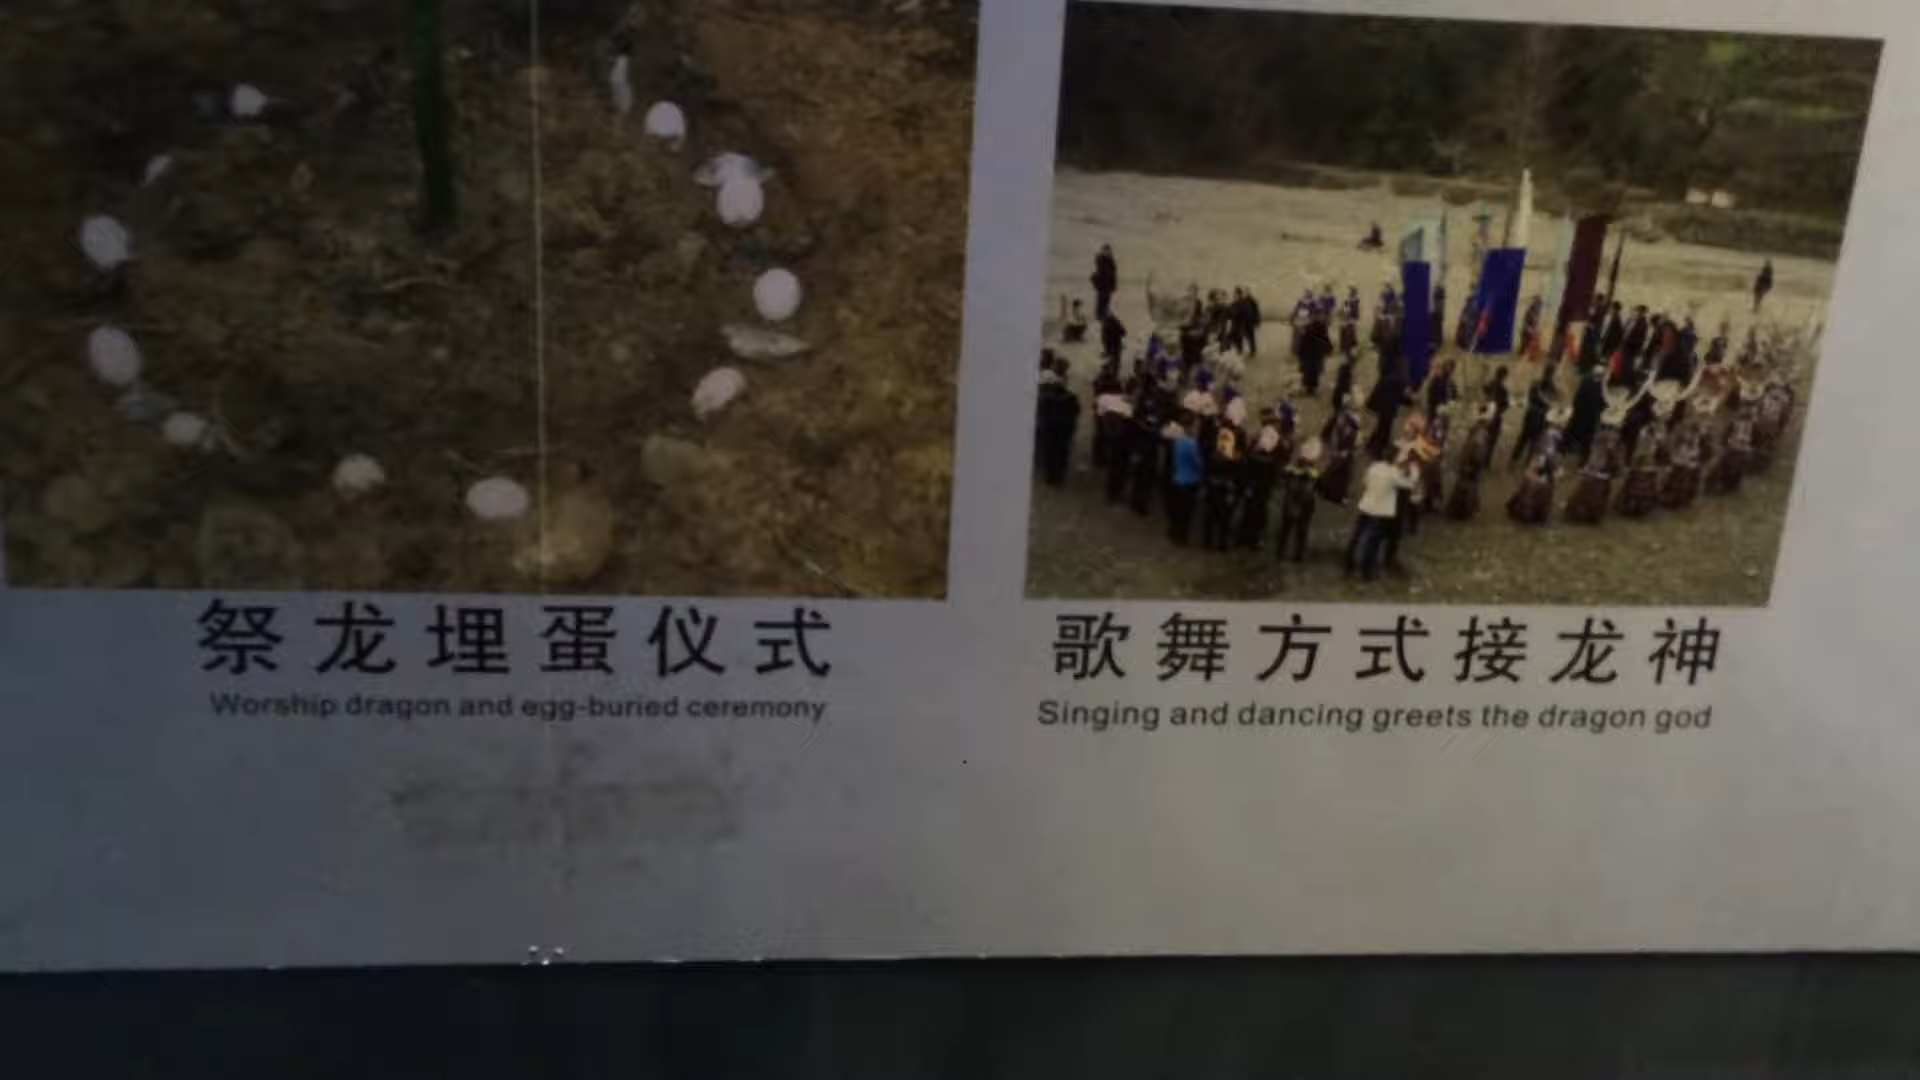 祭龙埋蛋仪式
Worship dragon and egg-buried ceremony
歌舞方式接龙神
Singing and dancing greets the dragon god